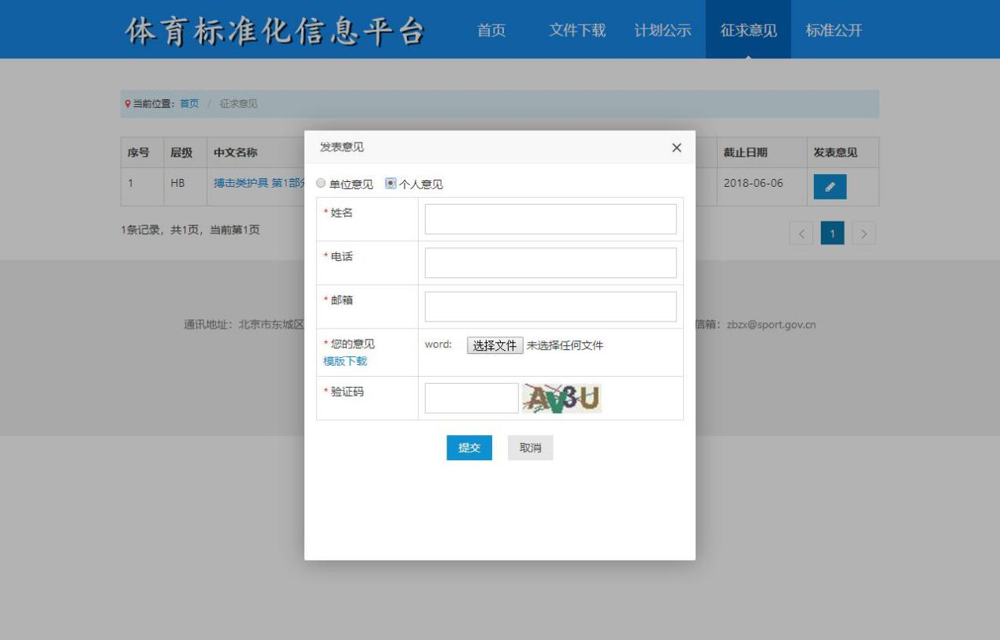 体育标准化信息平台 首页 文件下载 计划公示 征求意见 标准公开
当前位置：首页 / 征求意见
序号 层级 中文名称 截止日期 发表意见
1 HB 搏击类护具 第1部分 2018-06-06
1条记录，共1页，当前第1页
< 1 >
通讯地址：北京市东城区 信箱：zbzx@sport.gov.cn
发表意见 ×
单位意见 个人意见
* 姓名
* 电话
* 邮箱
* 您的意见 word: 选择文件 未选择任何文件
模版下载
* 验证码 AV3U
提交 取消